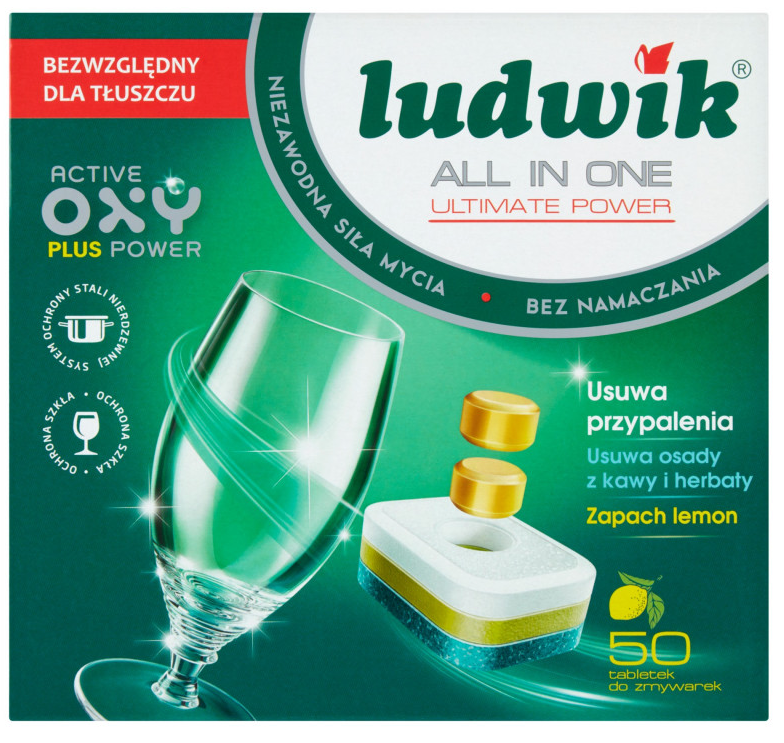 BEZWZGLĘDNY
DLA TŁUSZCZU
ludwik®
ALL IN ONE
ULTIMATE POWER
NIEZAWODNA SIŁA MYCIA • BEZ NAMACZANIA
ACTIVE
OXY
PLUS POWER
SYSTEM OCHRONY STALI NIERDZEWNEJ
OCHRONA SZKŁA • OCHRONA SZKŁA •
Usuwa
przypalenia
Usuwa osady
z kawy i herbaty
Zapach lemon
50
tabletek
do zmywarek